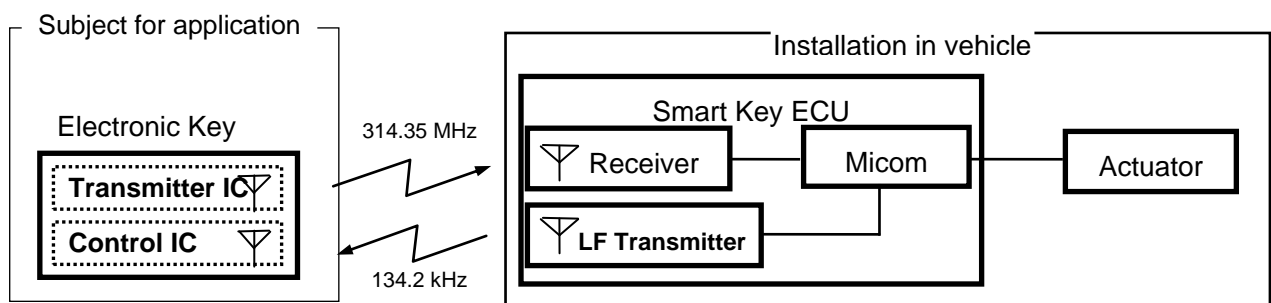 Subject for application
Installation in vehicle
Smart Key ECU
Electronic Key
314.35 MHz
Transmitter IC
Control IC
134.2 kHz
Receiver
Micom
Actuator
LF Transmitter